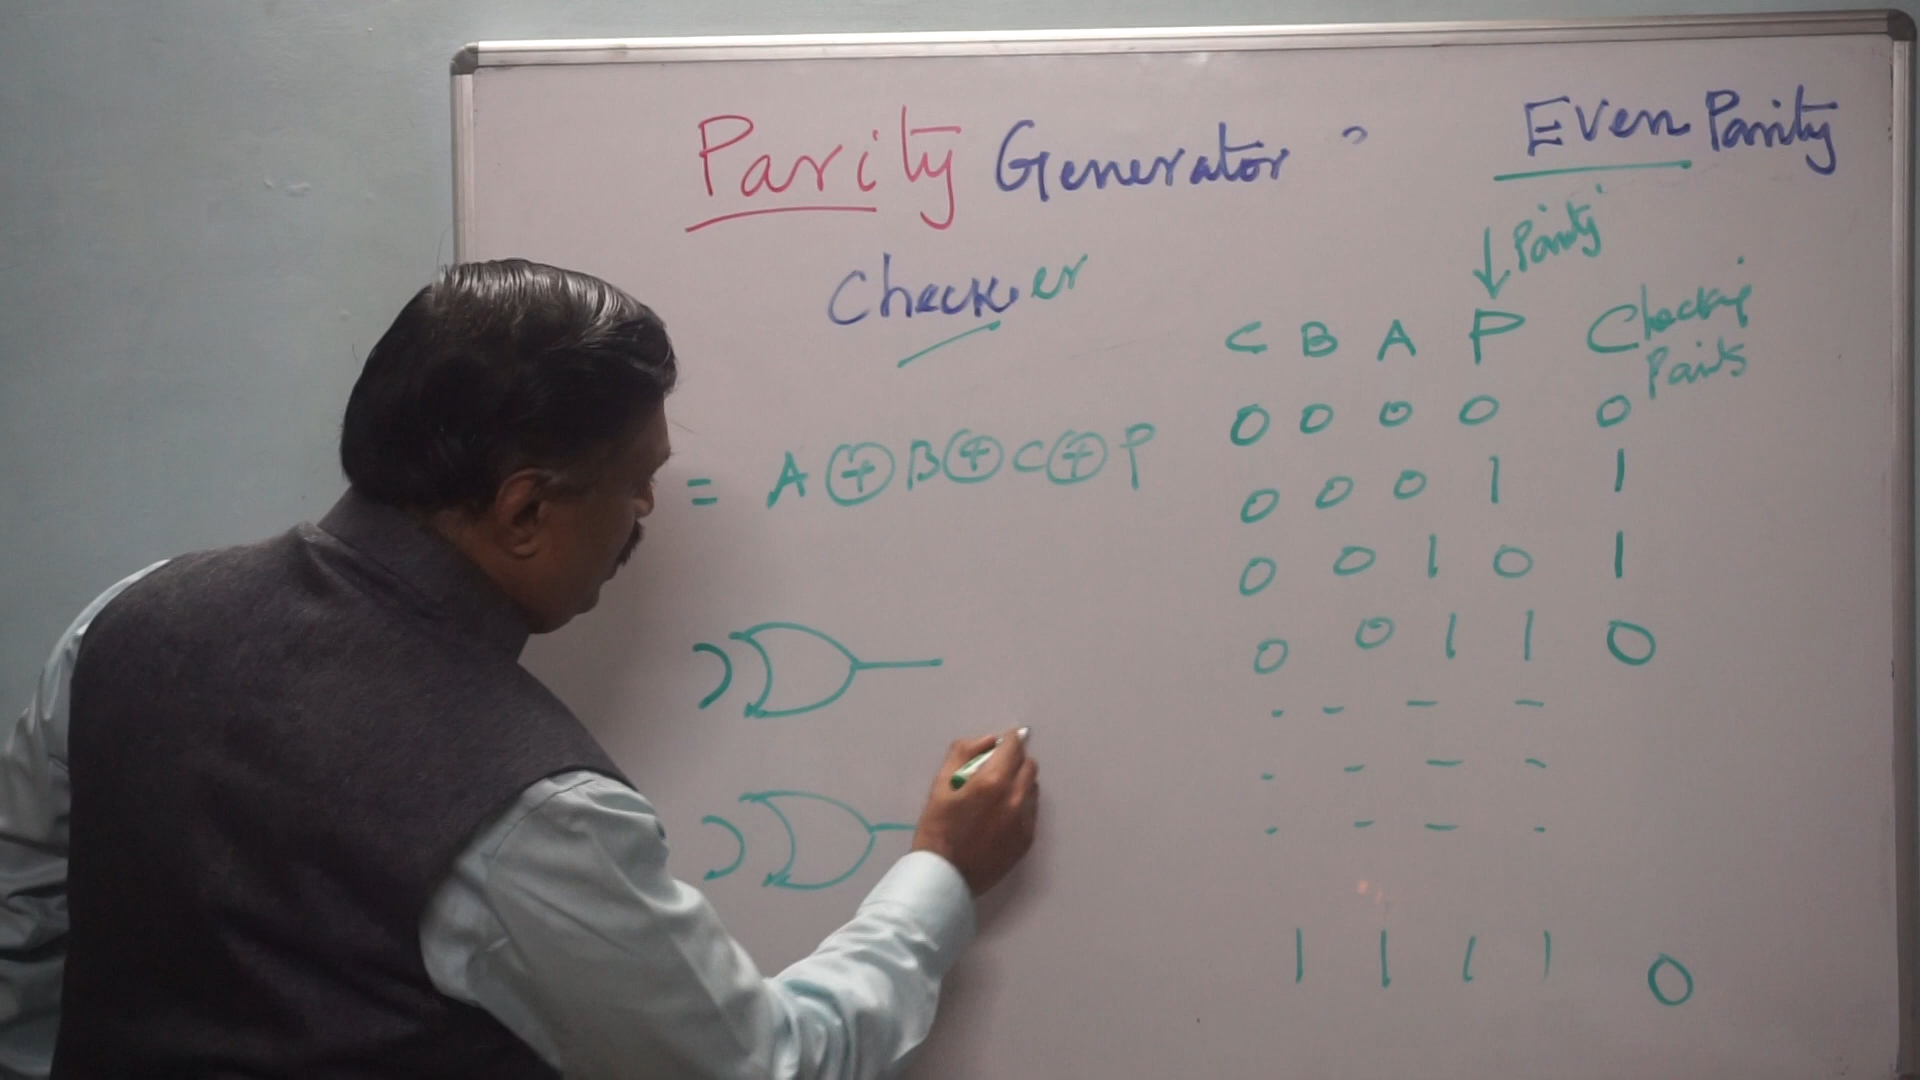 Parity Generator
Checker
Even Parity
↓ Parity
= A ⊕ B ⊕ C ⊕ P
C B A P Checking
0 0 0 0 0
0 0 0 1 1
0 0 1 0 1
0 0 1 1 0
- - - -
- - - -
- - - -
1 1 1 1 0